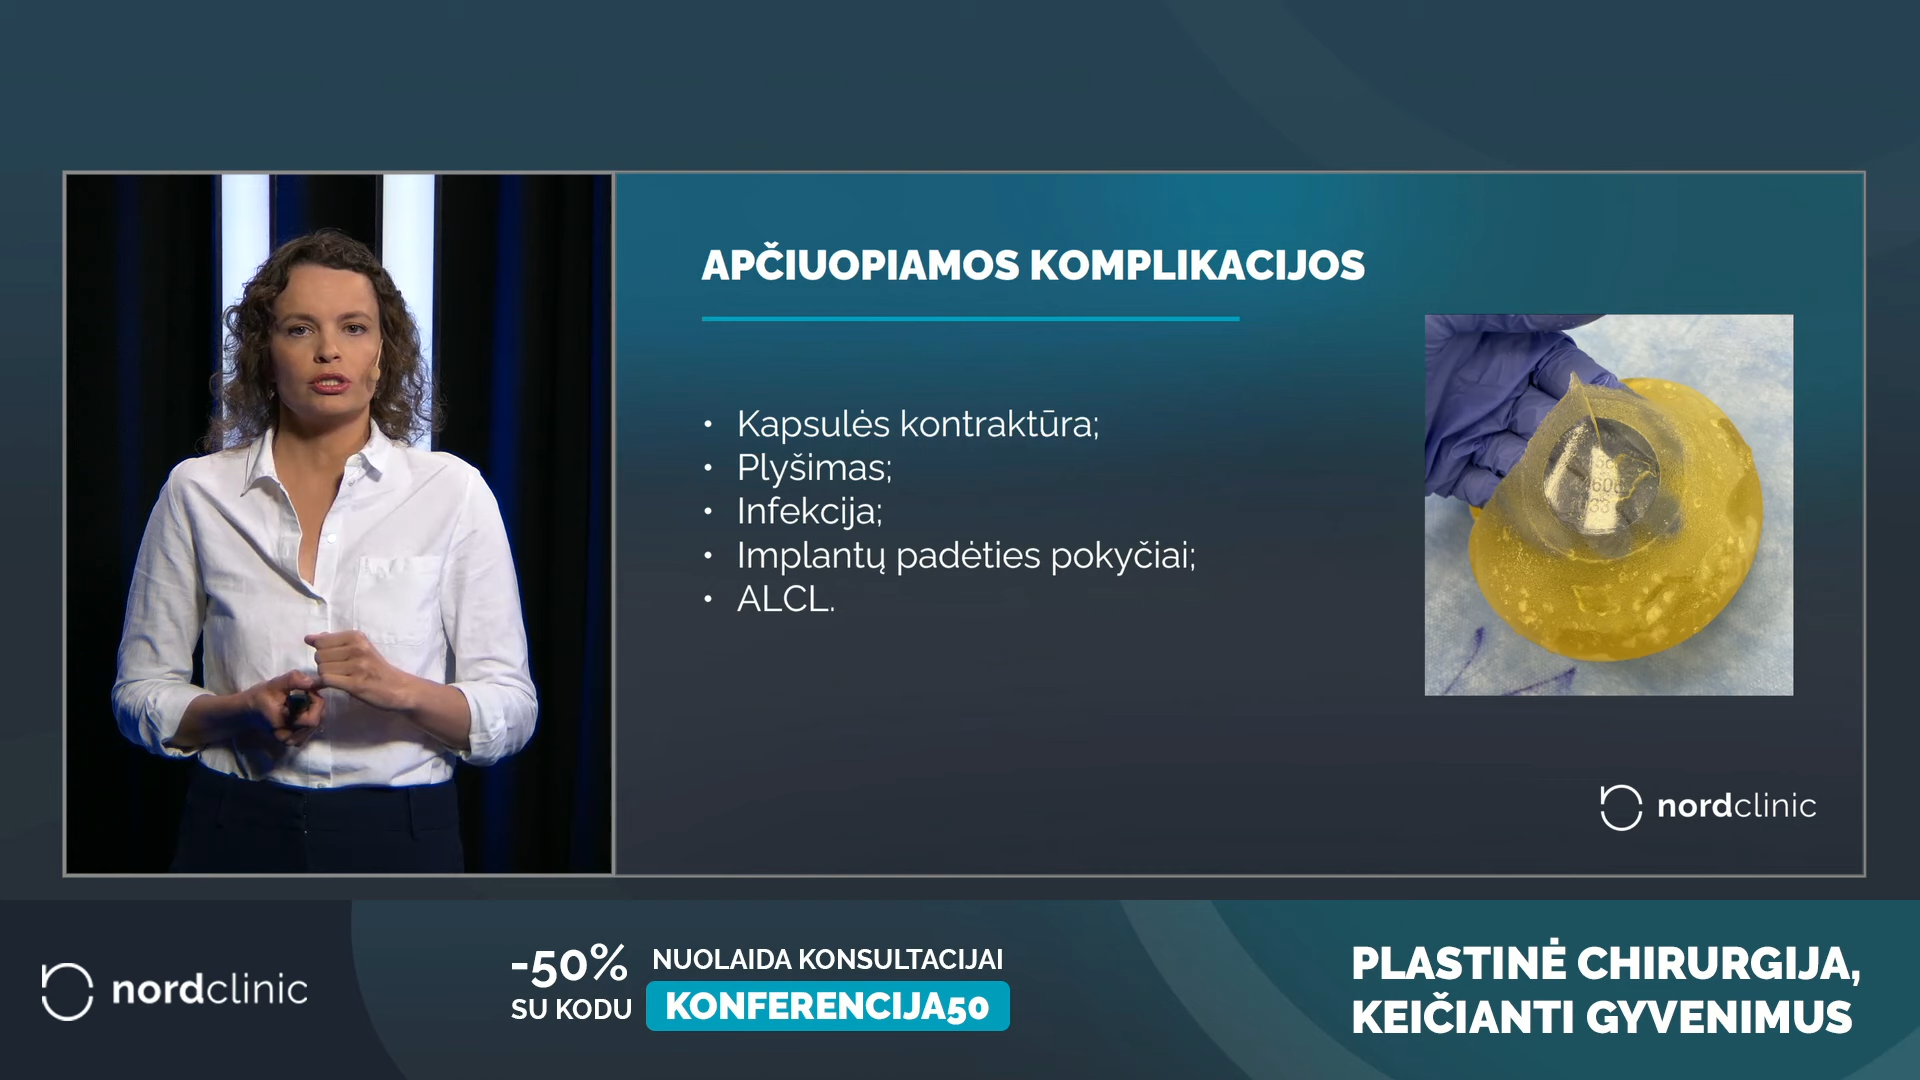 APČIUOPIAMOS KOMPLIKACIJOS
• Kapsulės kontraktūra;
• Plyšimas;
• Infekcija;
• Implantų padėties pokyčiai;
• ALCL.
nordclinic
nordclinic
-50% NUOLAIDA KONSULTACIJAI
SU KODU KONFERENCIJA50
PLASTINĖ CHIRURGIJA,
KEIČIANTI GYVENIMUS